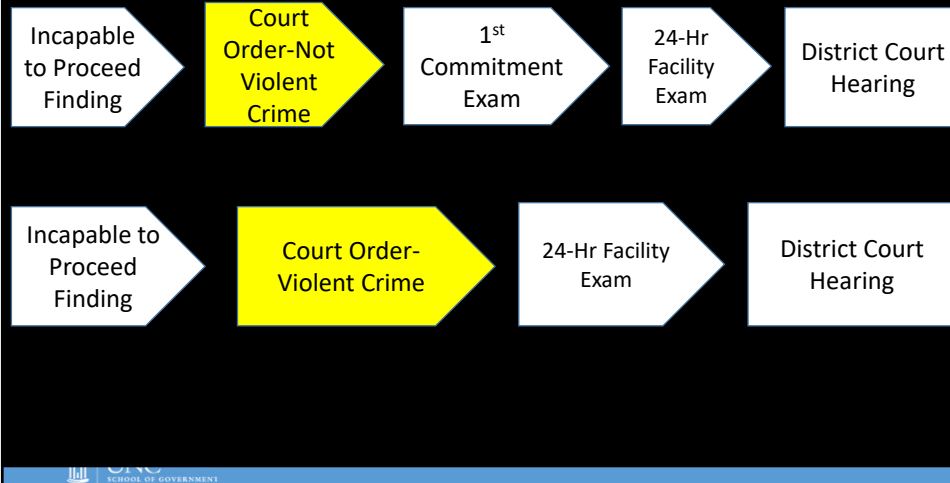 Incapable
to Proceed
Finding
Court
Order-Not
Violent
Crime
1st
Commitment
Exam
24-Hr
Facility
Exam
District Court
Hearing
Incapable to
Proceed
Finding
Court Order-
Violent Crime
24-Hr Facility
Exam
District Court
Hearing
UNC
SCHOOL OF GOVERNMENT